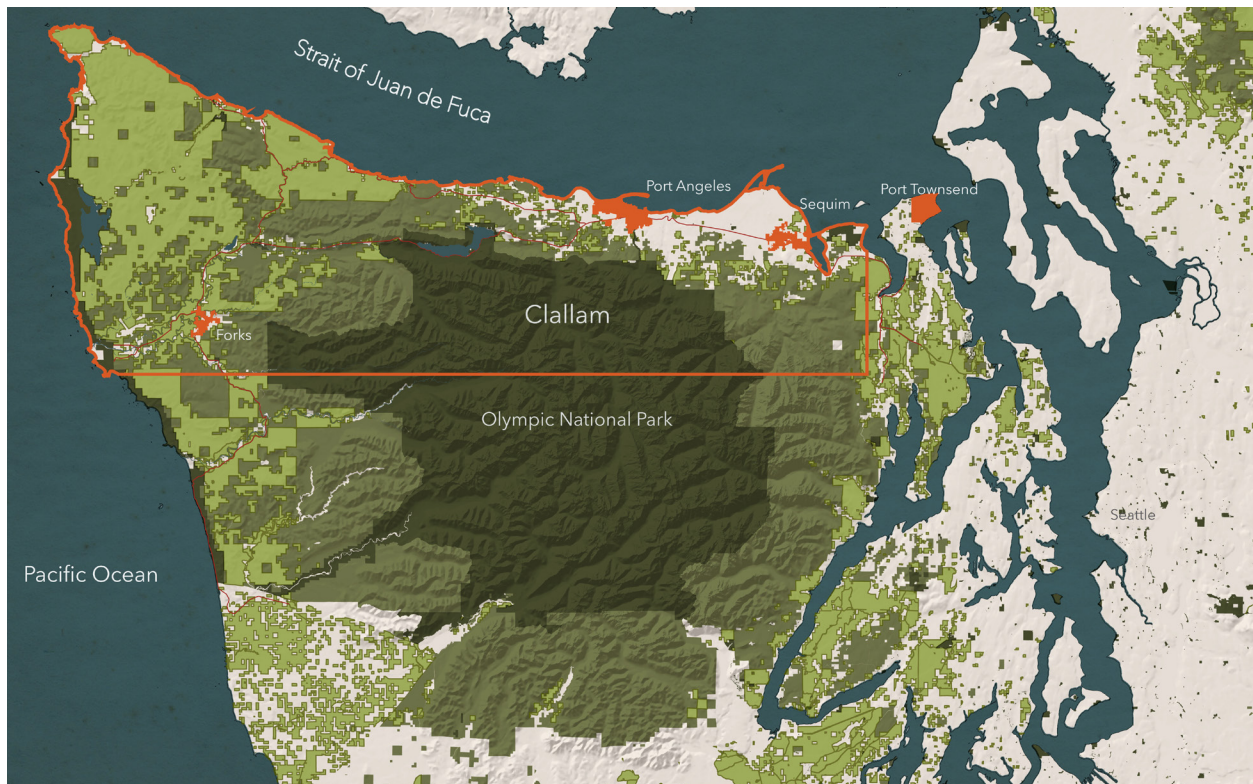 Strait of Juan de Fuca
Port Angeles
Port Townsend
Sequim
Clallam
Forks
Olympic National Park
Seattle
Pacific Ocean